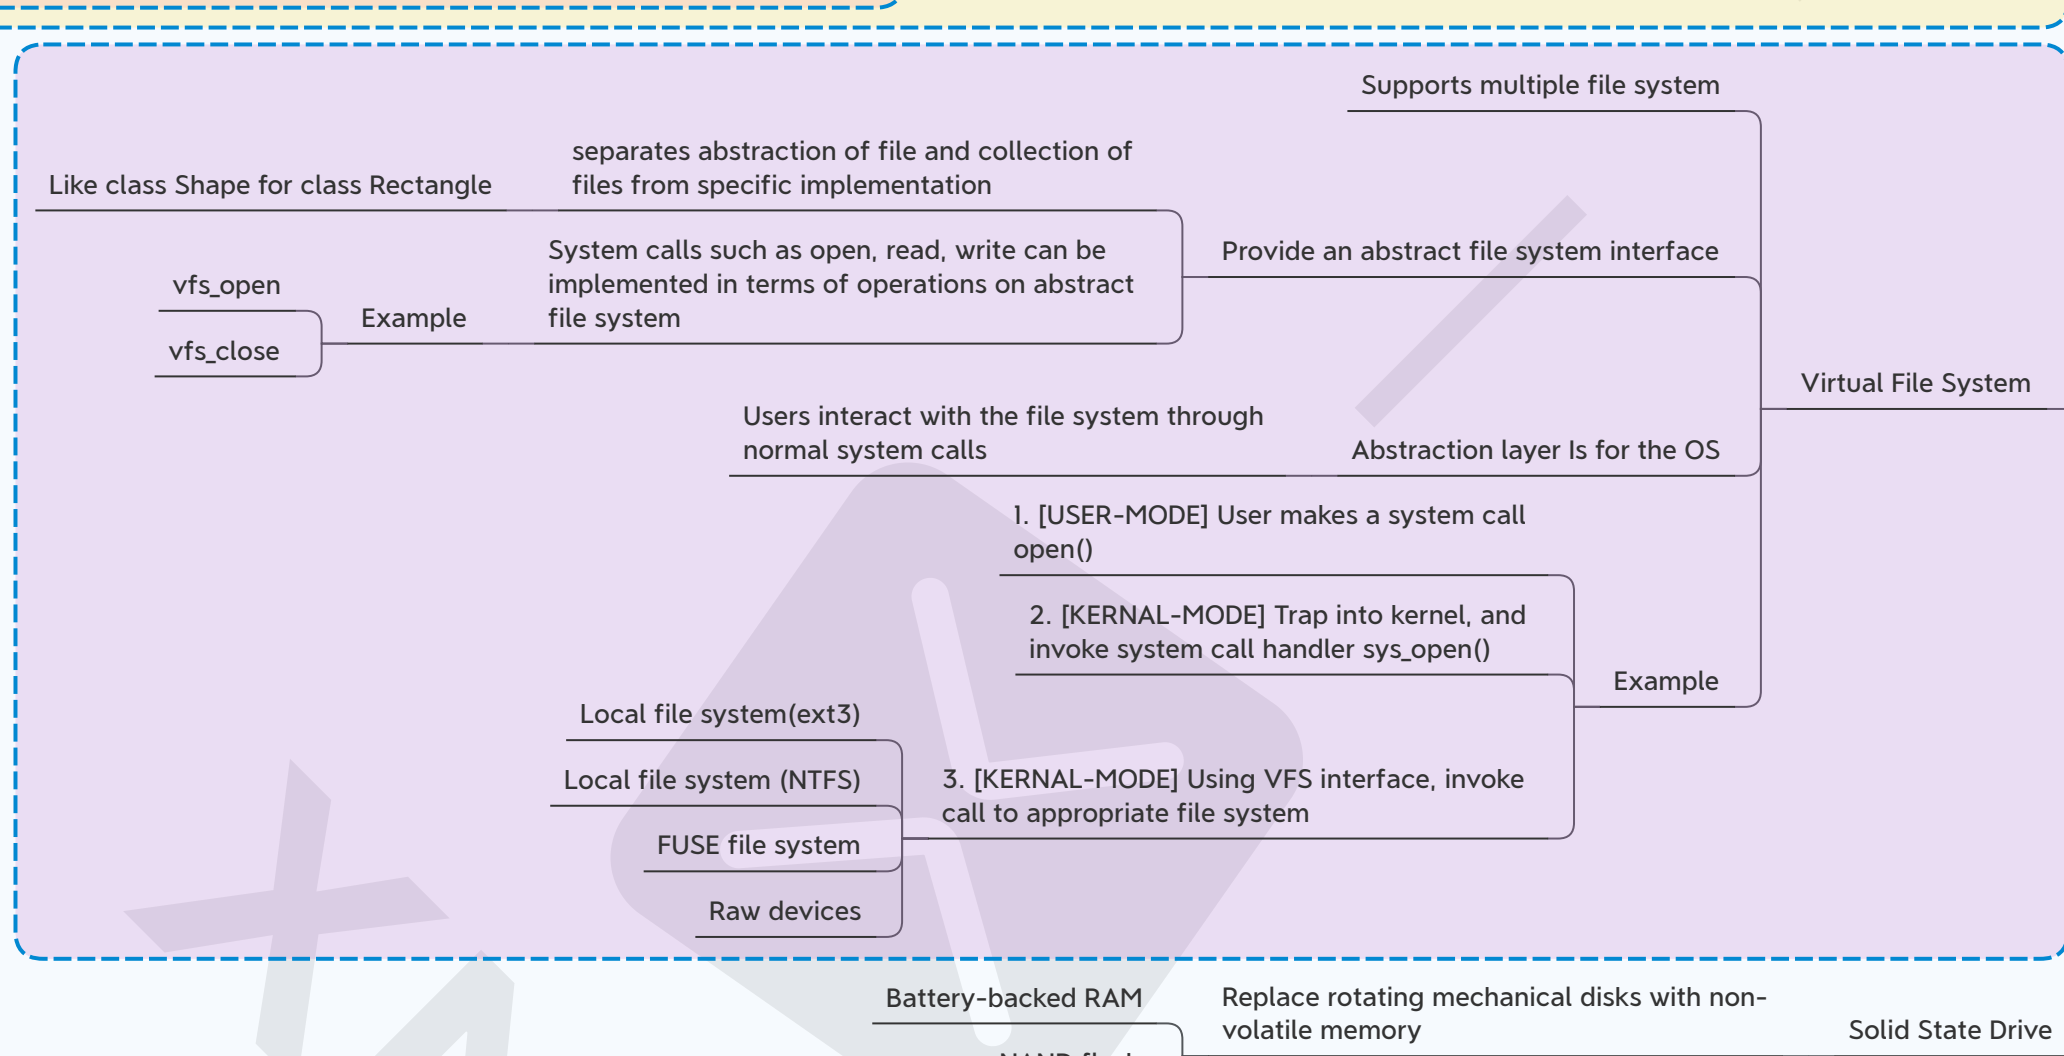 Supports multiple file system
separates abstraction of file and collection of
files from specific implementation
Like class Shape for class Rectangle
System calls such as open, read, write can be
implemented in terms of operations on abstract
file system
Provide an abstract file system interface
vfs_open
Example
vfs_close
Virtual File System
Users interact with the file system through
normal system calls
Abstraction layer Is for the OS
1. [USER-MODE] User makes a system call
open()
2. [KERNAL-MODE] Trap into kernel, and
invoke system call handler sys_open()
Example
Local file system(ext3)
Local file system (NTFS)
3. [KERNAL-MODE] Using VFS interface, invoke
call to appropriate file system
FUSE file system
Raw devices
Battery-backed RAM
Replace rotating mechanical disks with non-
volatile memory
Solid State Drive